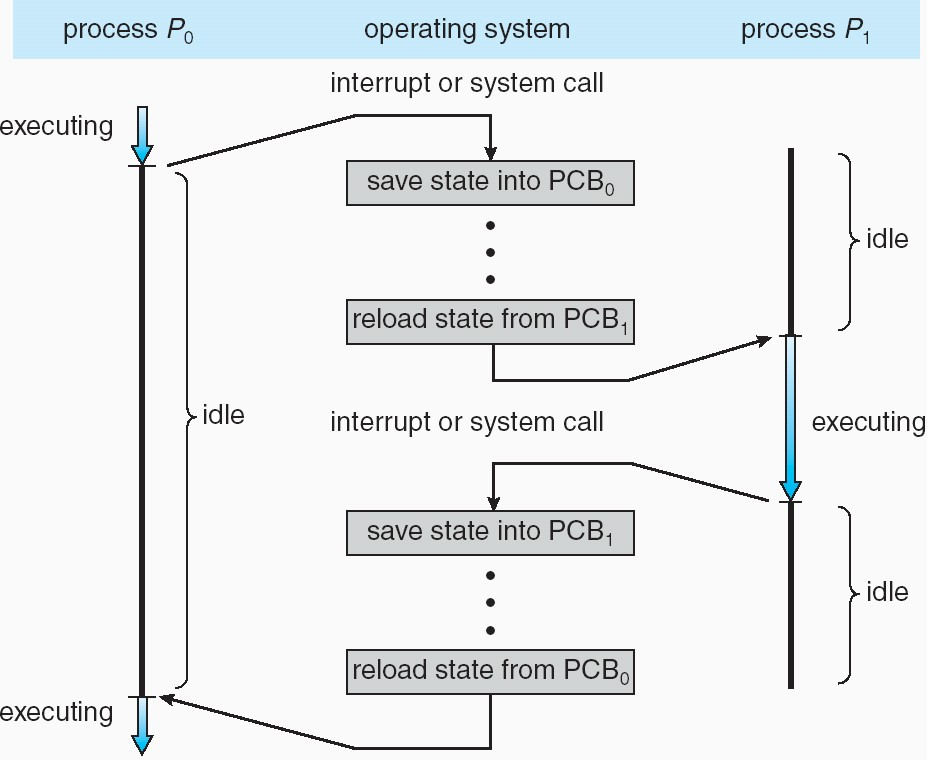 process P0 operating system process P1
interrupt or system call
executing
save state into PCB0
idle
reload state from PCB1
idle
interrupt or system call
executing
save state into PCB1
idle
reload state from PCB0
executing